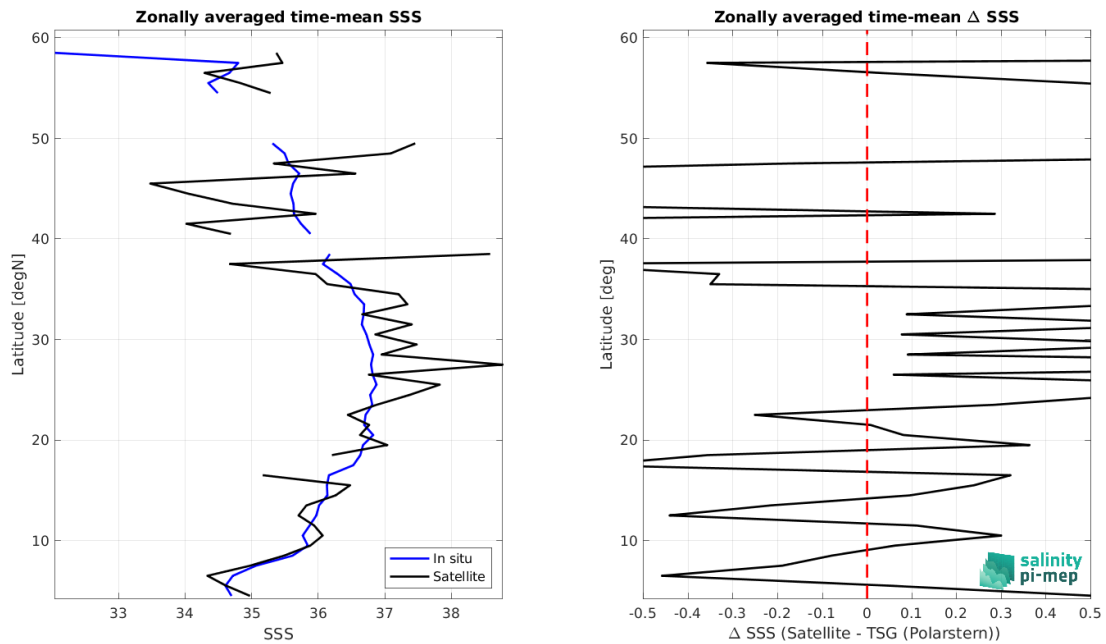 Zonally averaged time-mean SSS
60
50
40
30
20
10
Latitude [degN]
33
34
35
36
37
38
SSS
In situ
Satellite
Zonally averaged time-mean Δ SSS
60
50
40
30
20
10
Latitude [deg]
-0.5
-0.4
-0.3
-0.2
-0.1
0
0.1
0.2
0.3
0.4
0.5
Δ SSS (Satellite - TSG (Polarstern))
salinity
pi-mep